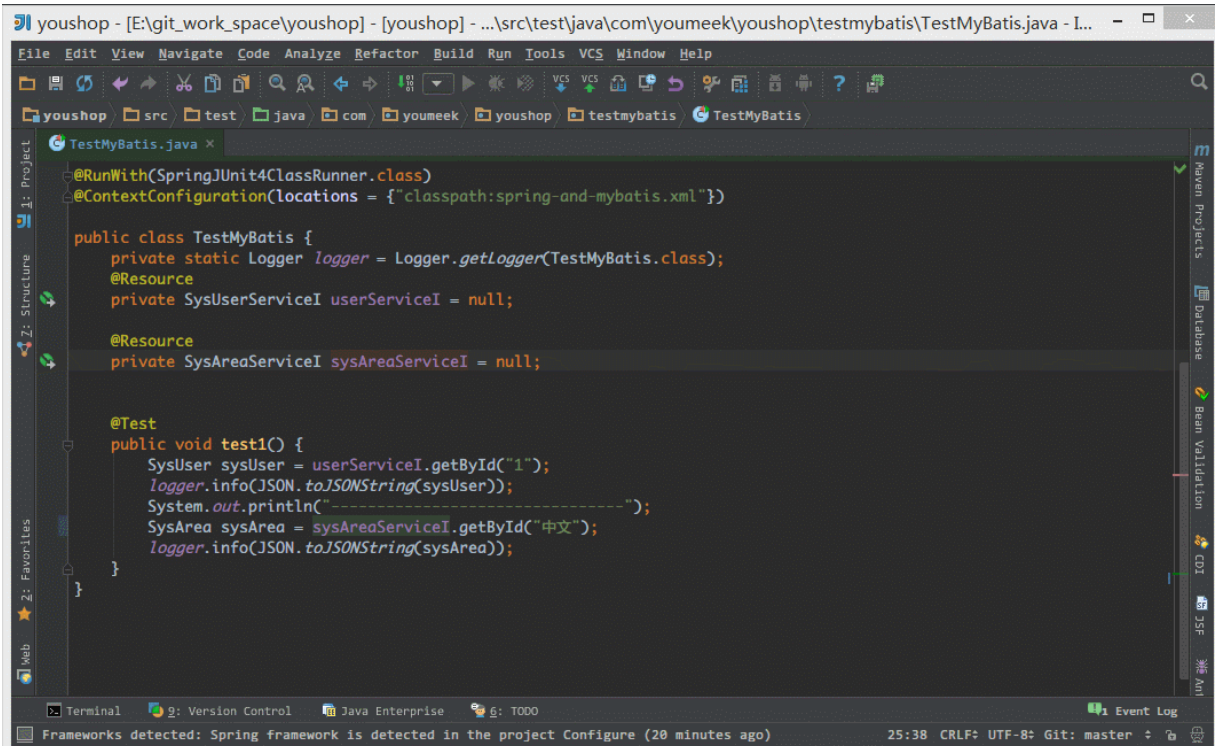 youshop - [E:\git_work_space\youshop] - [youshop] - ...\src\test\java\com\youmeek\youshop\testmybatis\TestMyBatis.java - I...
File Edit View Navigate Code Analyze Refactor Build Run Tools VCS Window Help
VCS VCS
youshop src test java com youmeek youshop testmybatis TestMyBatis
TestMyBatis.java
@RunWith(SpringJUnit4ClassRunner.class)
@ContextConfiguration(locations = {"classpath:spring-and-mybatis.xml"})
public class TestMyBatis {
private static Logger logger = Logger.getLogger(TestMyBatis.class);
@Resource
private SysUserServiceI userServiceI = null;
@Resource
private SysAreaServiceI sysAreaServiceI = null;
@Test
public void test1() {
SysUser sysUser = userServiceI.getById("1");
logger.info(JSON.toJSONString(sysUser));
System.out.println("--------------------------------");
SysArea sysArea = sysAreaServiceI.getById("中文");
logger.info(JSON.toJSONString(sysArea));
}
}
1: Project
Z: Structure
2: Favorites
Web
Maven Projects
Database
Bean Validation
CDI
JSF
An
Terminal 9: Version Control Java Enterprise 6: TODO 1 Event Log
Frameworks detected: Spring framework is detected in the project Configure (20 minutes ago) 25:38 CRLF UTF-8 Git: master